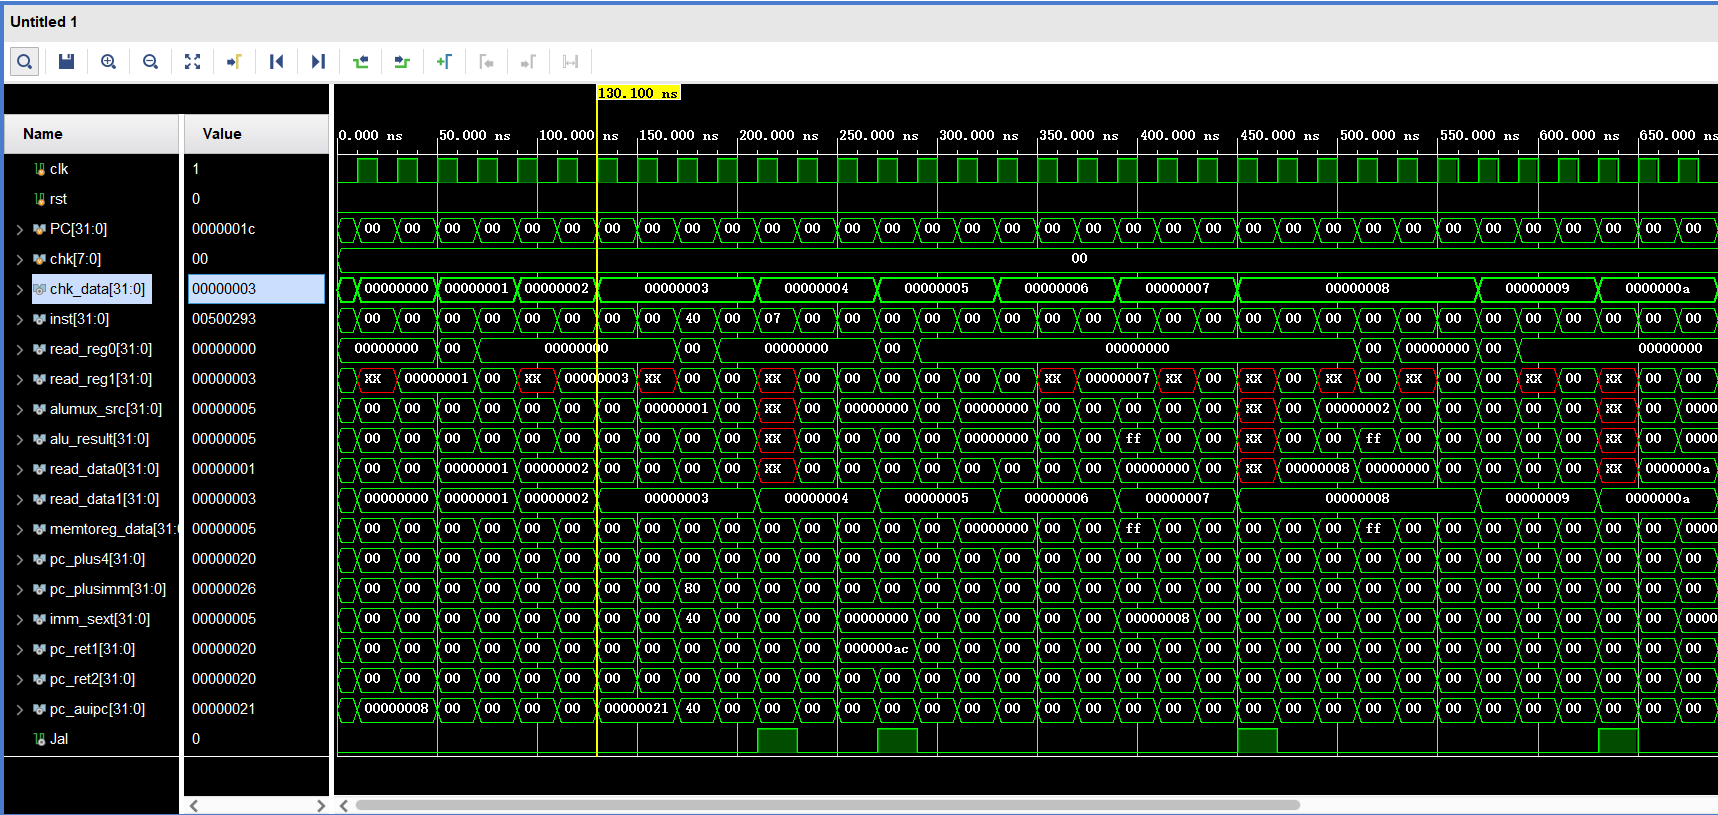 Untitled 1
130.100 ns
Name Value 0.000 ns 50.000 ns 100.000 ns 150.000 ns 200.000 ns 250.000 ns 300.000 ns 350.000 ns 400.000 ns 450.000 ns 500.000 ns 550.000 ns 600.000 ns 650.000 ns
clk 1
rst 0
PC[31:0] 0000001c 00 00 00 00 00 00 00 00 00 00 00 00 00 00 00 00 00 00 00 00 00 00 00 00 00 00 00 00 00 00 00 00 00 00
chk[7:0] 00 00
chk_data[31:0] 00000003 00000000 00000001 00000002 00000003 00000004 00000005 00000006 00000007 00000008 00000009 0000000a
inst[31:0] 00500293 00 00 00 00 00 00 00 00 40 00 07 00 00 00 00 00 00 00 00 00 00 00 00 00 00 00 00 00 00 00 00 00 00 00
read_reg0[31:0] 00000000 00000000 00 00000000 00 00000000 00 00000000 00 00000000 00 00000000
read_reg1[31:0] 00000003 XX 00000001 00 XX 00000003 XX 00 00 XX 00 00 00 00 00 00 XX 00000007 XX 00 XX 00 XX 00 XX 00 00 XX 00 XX 00 00
alumux_src[31:0] 00000005 00 00 00 00 00 00 00 00000001 00 XX 00 00000000 00 00000000 00 00 00 00 00 XX 00 00000002 00 00 00 00 00 XX 00 0000
alu_result[31:0] 00000005 00 00 00 00 00 00 00 00 00 00 XX 00 00 00 00 00000000 00 00 ff 00 00 XX 00 00 ff 00 00 00 00 00 XX 00 0000
read_data0[31:0] 00000001 00 00 00000001 00000002 00 00 00 00 XX 00 00 00 00 00 00 00 00 00000000 00 XX 00000008 00000000 00 00 00 00 XX 0000000a
read_data1[31:0] 00000003 00000000 00000001 00000002 00000003 00000004 00000005 00000006 00000007 00000008 00000009 0000000a
memtoreg_data[31:0 00000005 00 00 00 00 00 00 00 00 00 00 00 00 00 00 00 00000000 00 00 ff 00 00 00 00 00 ff 00 00 00 00 00 00 00 0000
pc_plus4[31:0] 00000020 00 00 00 00 00 00 00 00 00 00 00 00 00 00 00 00 00 00 00 00 00 00 00 00 00 00 00 00 00 00 00 00 00 00
pc_plusimm[31:0] 00000026 00 00 00 00 00 00 00 00 80 00 00 00 00 00 00 00 00 00 00 00 00 00 00 00 00 00 00 00 00 00 00 00 00 00
imm_sext[31:0] 00000005 00 00 00 00 00 00 00 00 40 00 00 00 00000000 00 00 00 00 00 00000008 00 00 00 00 00 00 00 00 00 00 00 00 0000
pc_ret1[31:0] 00000020 00 00 00 00 00 00 00 00 00 00 00 00 000000ac 00 00 00 00 00 00 00 00 00 00 00 00 00 00 00 00 00 00 00 00
pc_ret2[31:0] 00000020 00 00 00 00 00 00 00 00 00 00 00 00 00 00 00 00 00 00 00 00 00 00 00 00 00 00 00 00 00 00 00 00 00 00
pc_auipc[31:0] 00000021 00000008 00 00 00 00 00000021 40 00 00 00 00 00 00 00 00 00 00 00 00 00 00 00 00 00 00 00 00 00 00 00 00 00
Jal 0